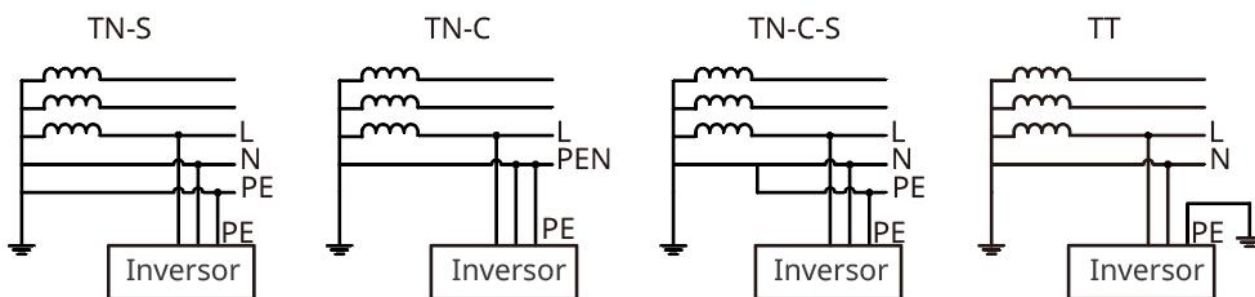 TN-S
TN-C
TN-C-S
TT
L
N
PE
PE
Inversor
L
PEN
PE
Inversor
L
N
PE
PE
Inversor
L
N
PE
Inversor